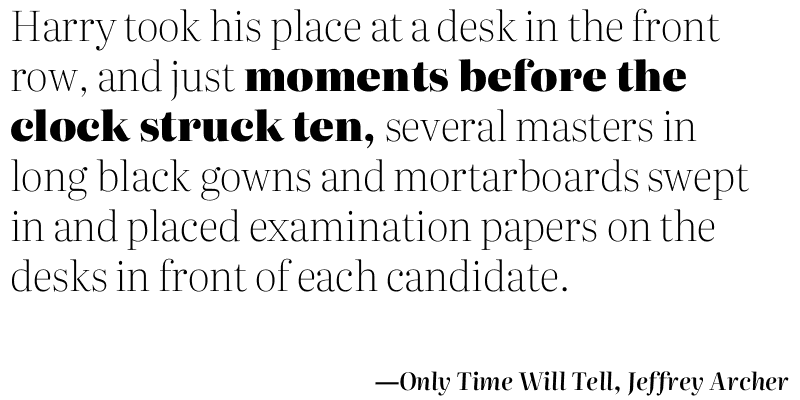 Harry took his place at a desk in the front
row, and just moments before the
clock struck ten, several masters in
long black gowns and mortarboards swept
in and placed examination papers on the
desks in front of each candidate.
—Only Time Will Tell, Jeffrey Archer